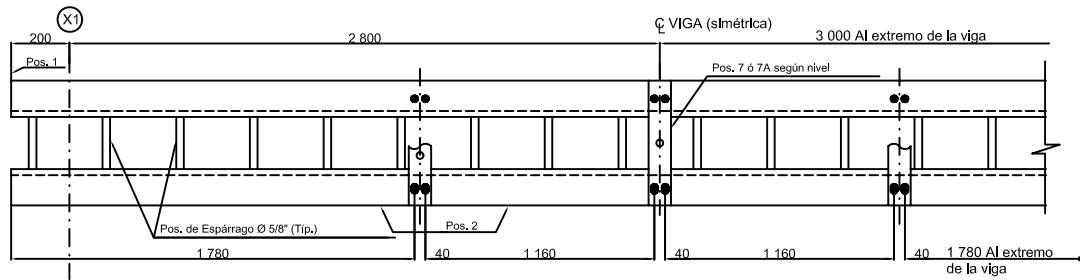 X1
℄ VIGA (simétrica)
200
2 800
3 000 Al extremo de la viga
Pos. 1
Pos. 7 ó 7A según nivel
Pos. de Espárrago Ø 5/8" (Típ.)
Pos. 2
1 780
40
1 160
40
1 160
40
1 780 Al extremo
de la viga